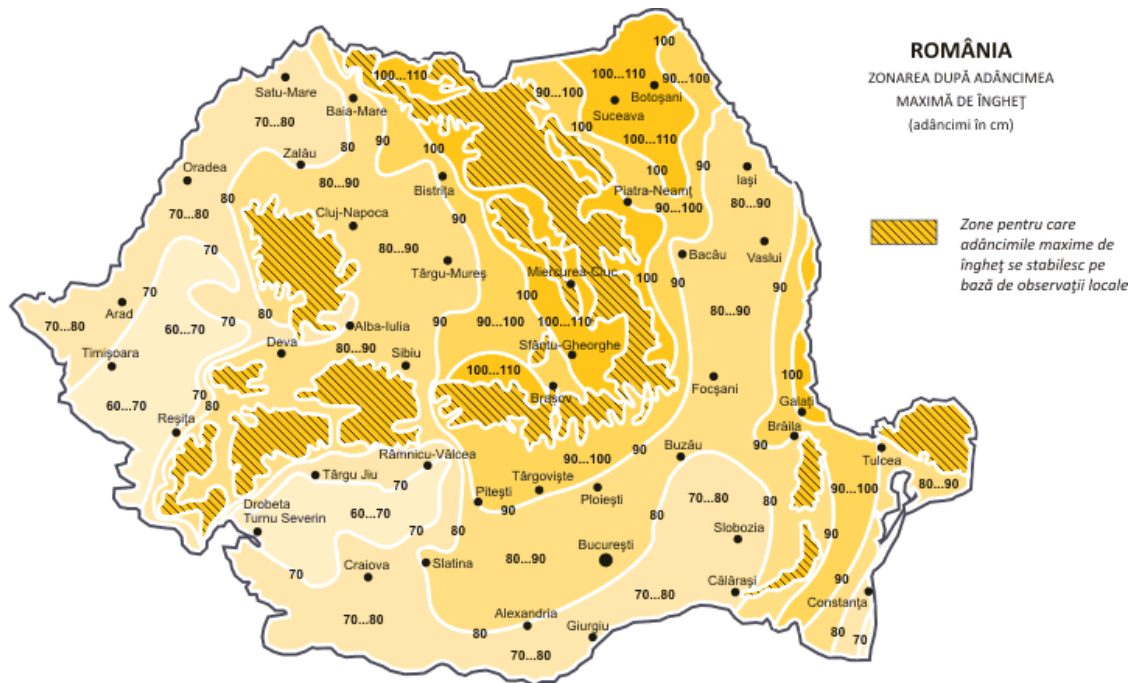 ROMÂNIA
ZONAREA DUPĂ ADÂNCIMEA
MAXIMĂ DE ÎNGHEŢ
(adâncimi în cm)
Zone pentru care
adâncimile maxime de
îngheţ se stabilesc pe
bază de observaţii locale
100
100...110
100...110
90...100
Satu-Mare
90...100
Botoşani
Baia-Mare
Suceava
70...80
100
80
90
100...110
100
Zalău
90
Oradea
80...90
100
Iaşi
Bistriţa
80
Piatra-Neamţ
70...80
80...90
90...100
Cluj-Napoca
90
Vaslui
70
80...90
Bacău
Târgu-Mureş
Miercurea-Ciuc
90
90
100
70
100
Arad
80...90
70...80
60...70
70
80
90
90...100
100...110
Alba-Iulia
Deva
80...90
Sfântu-Gheorghe
Timişoara
Sibiu
100...110
100
Focşani
70
Braşov
60...70
80
Galaţi
Reşiţa
Brăila
90
90
Buzău
Râmnicu-Vâlcea
90...100
Tulcea
Târgu Jiu
70
Târgovişte
80...90
90...100
Piteşti
Ploieşti
70...80
80
Drobeta
Turnu Severin
60...70
90
80
70
80
Slobozia
90
Bucureşti
80...90
Slatina
70
Craiova
90
Călăraşi
70...80
Constanţa
Alexandria
70...80
80
Giurgiu
80
70
70...80